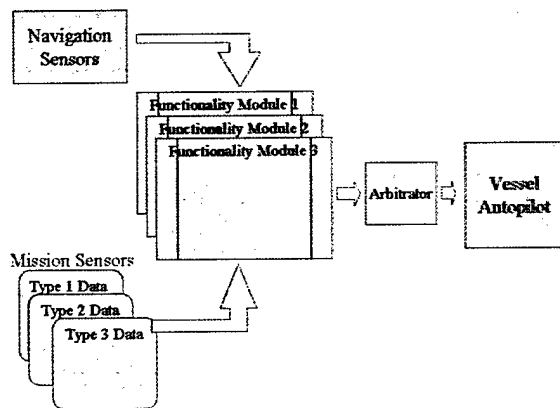 Navigation
Sensors
Functionality Module 1
Functionality Module 2
Functionality Module 3
Arbitrator
Vessel
Autopilot
Mission Sensors
Type 1 Data
Type 2 Data
Type 3 Data